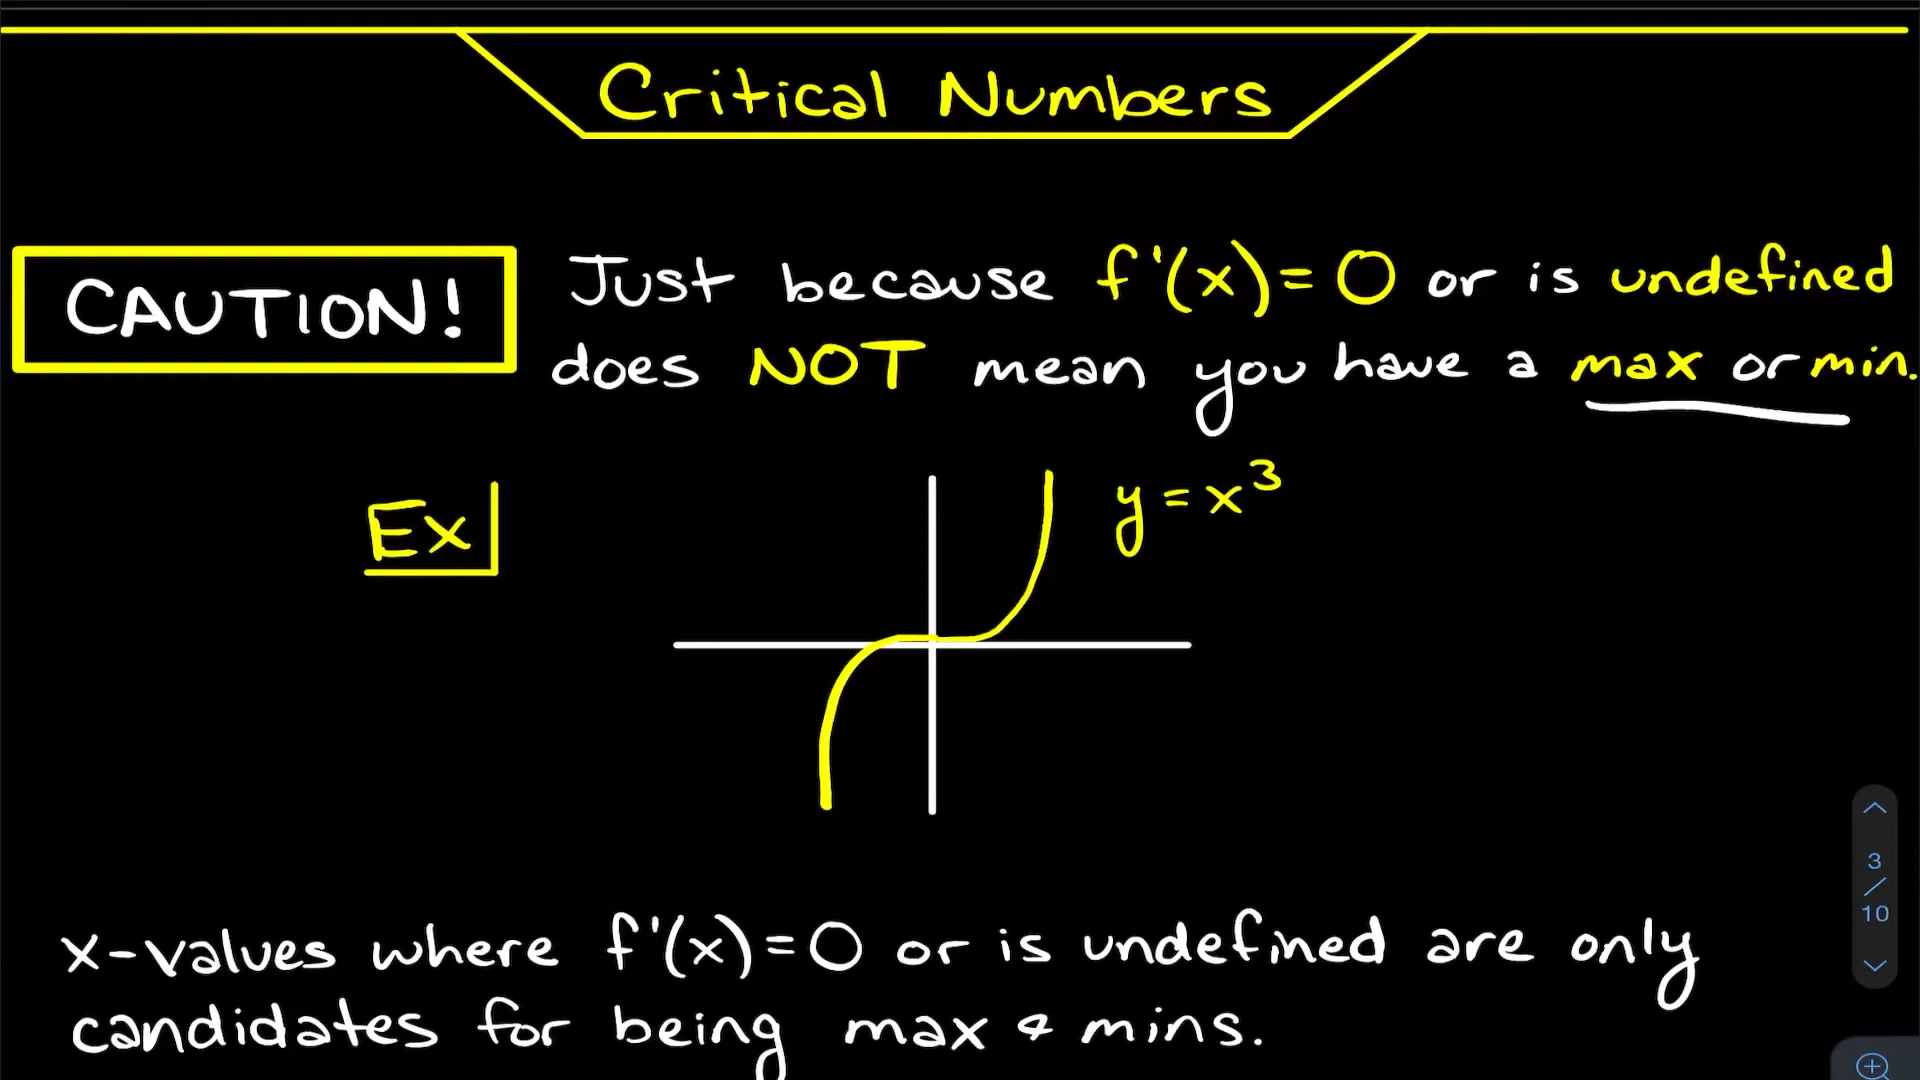 Critical Numbers
CAUTION!
Just because f'(x)=0 or is undefined
does NOT mean you have a max or min.
Ex
y=x³
x-values where f'(x)=0 or is undefined are only
candidates for being max & mins.
3
/
10